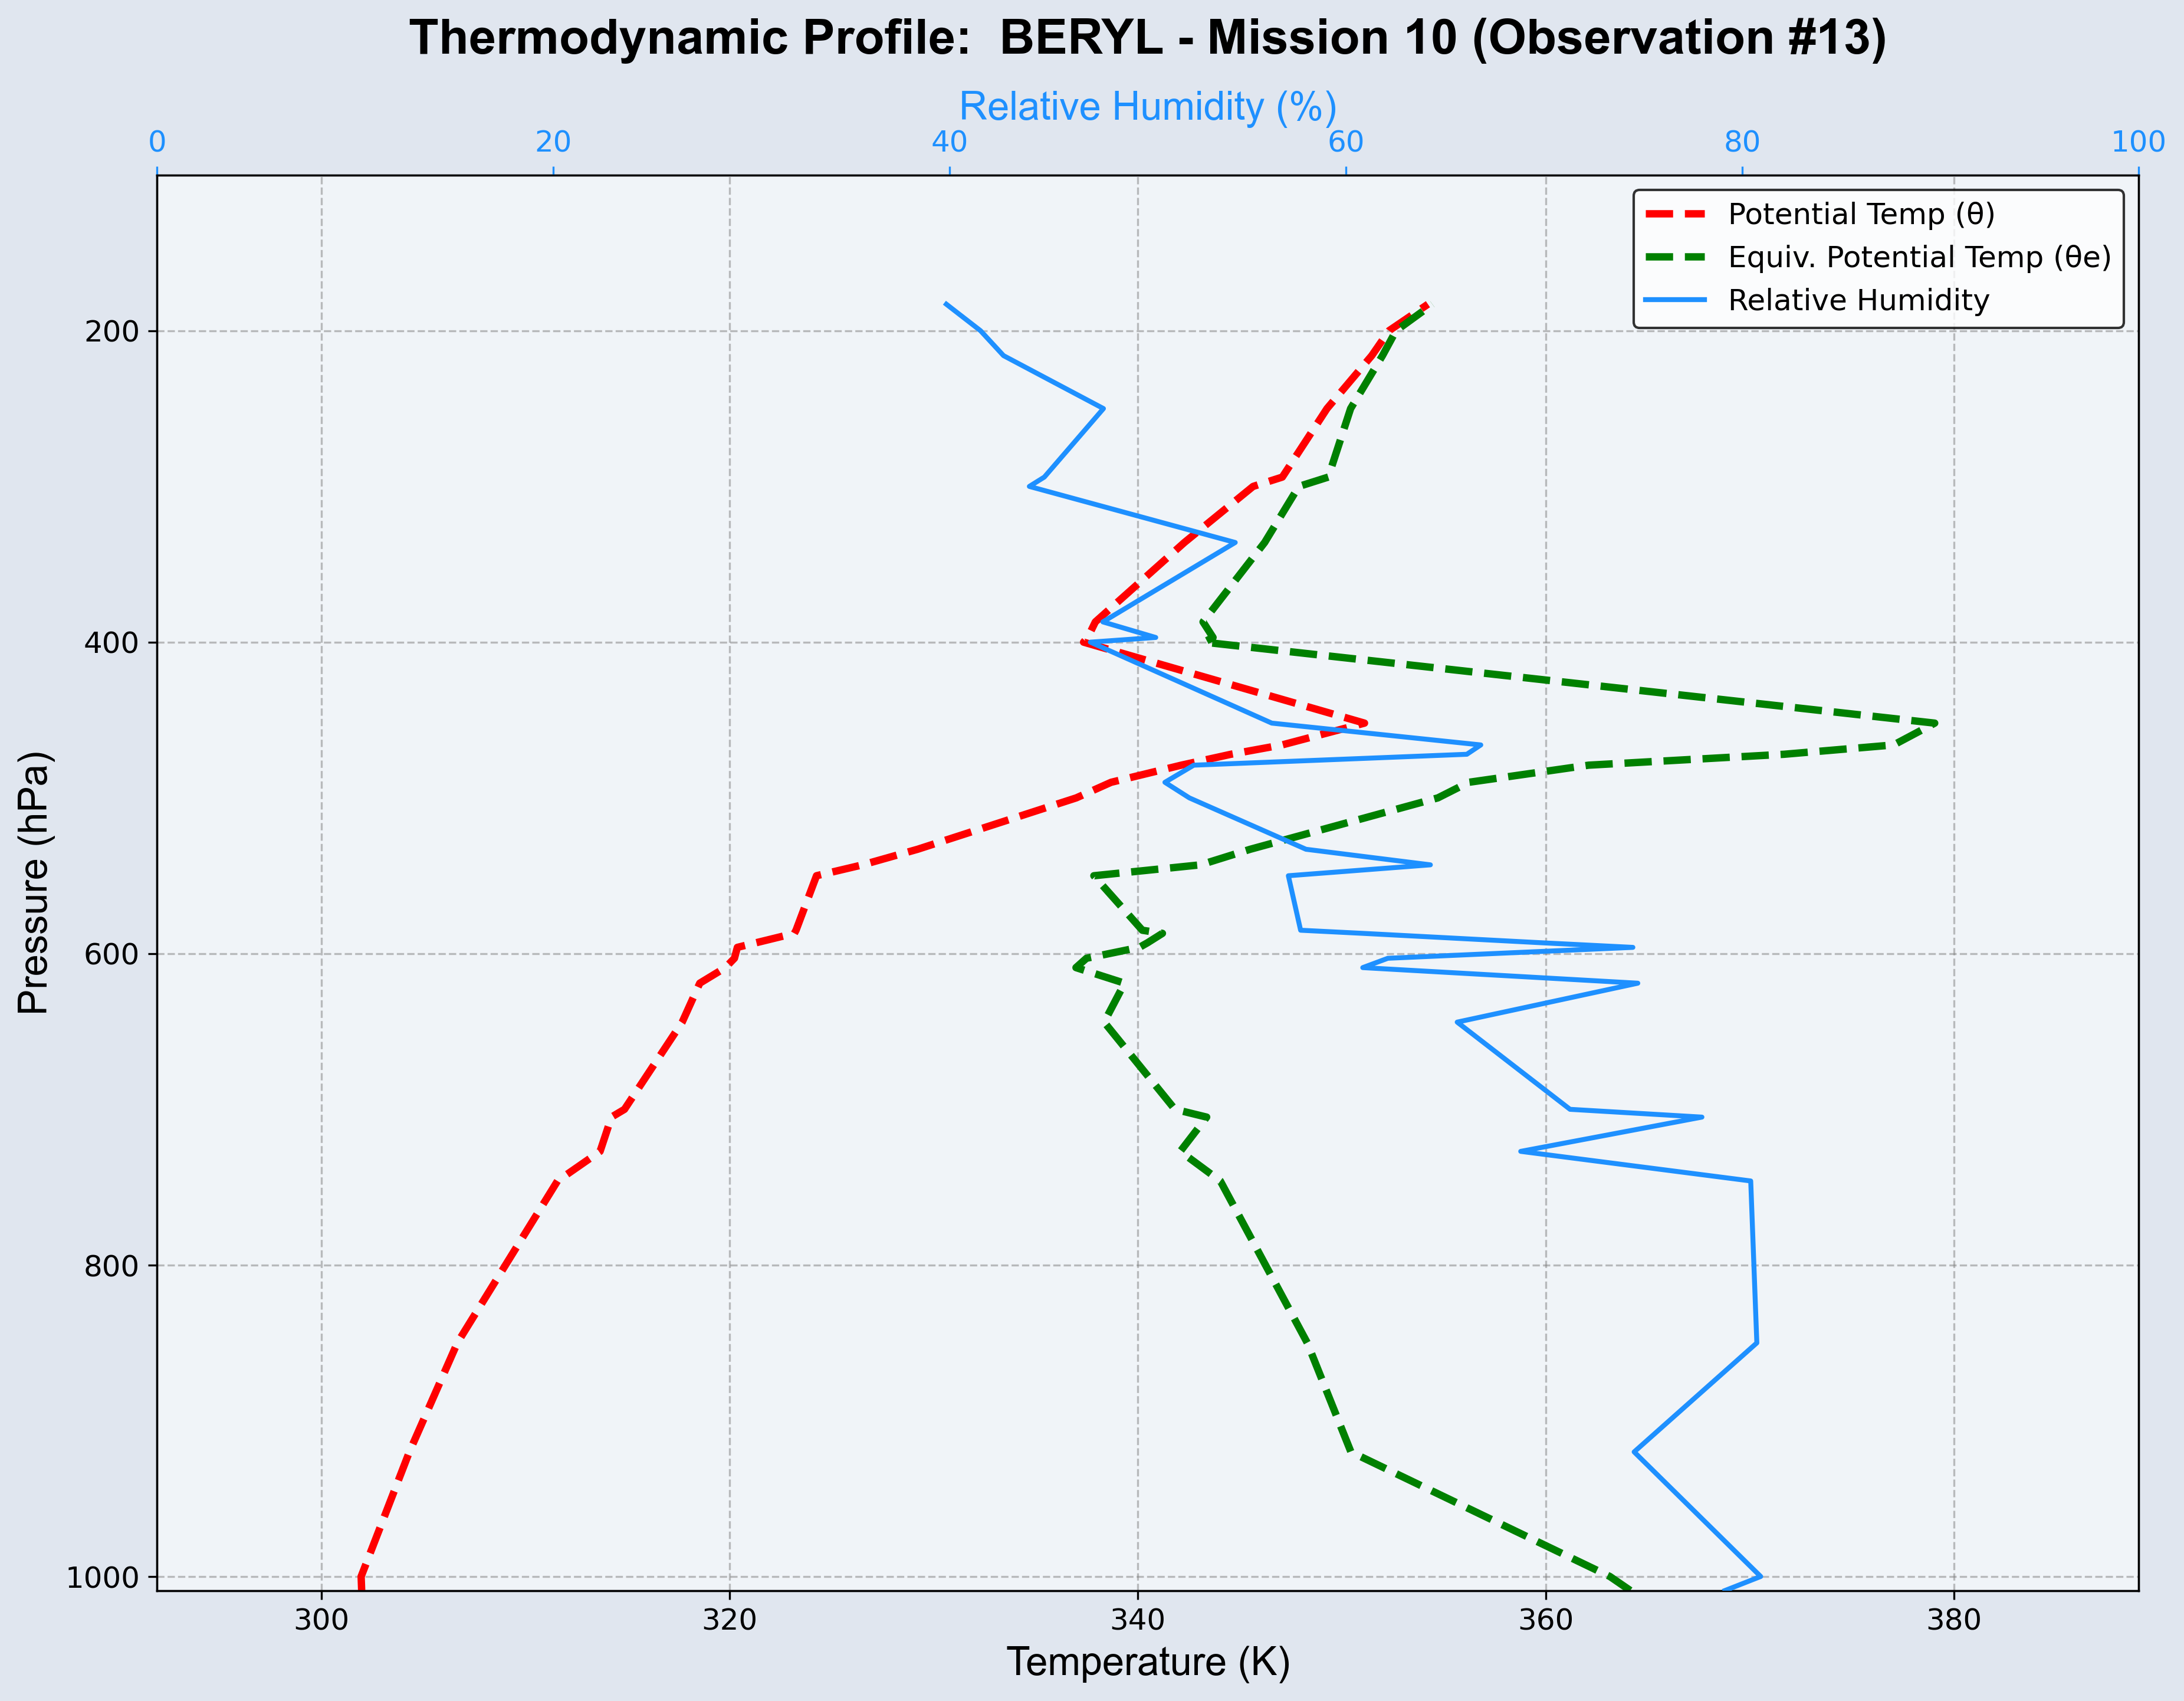 Thermodynamic Profile:  BERYL - Mission 10 (Observation #13)
Relative Humidity (%)
0 20 40 60 80 100
Potential Temp (θ)
Equiv. Potential Temp (θe)
Relative Humidity
Pressure (hPa)
200
400
600
800
1000
300 320 340 360 380
Temperature (K)